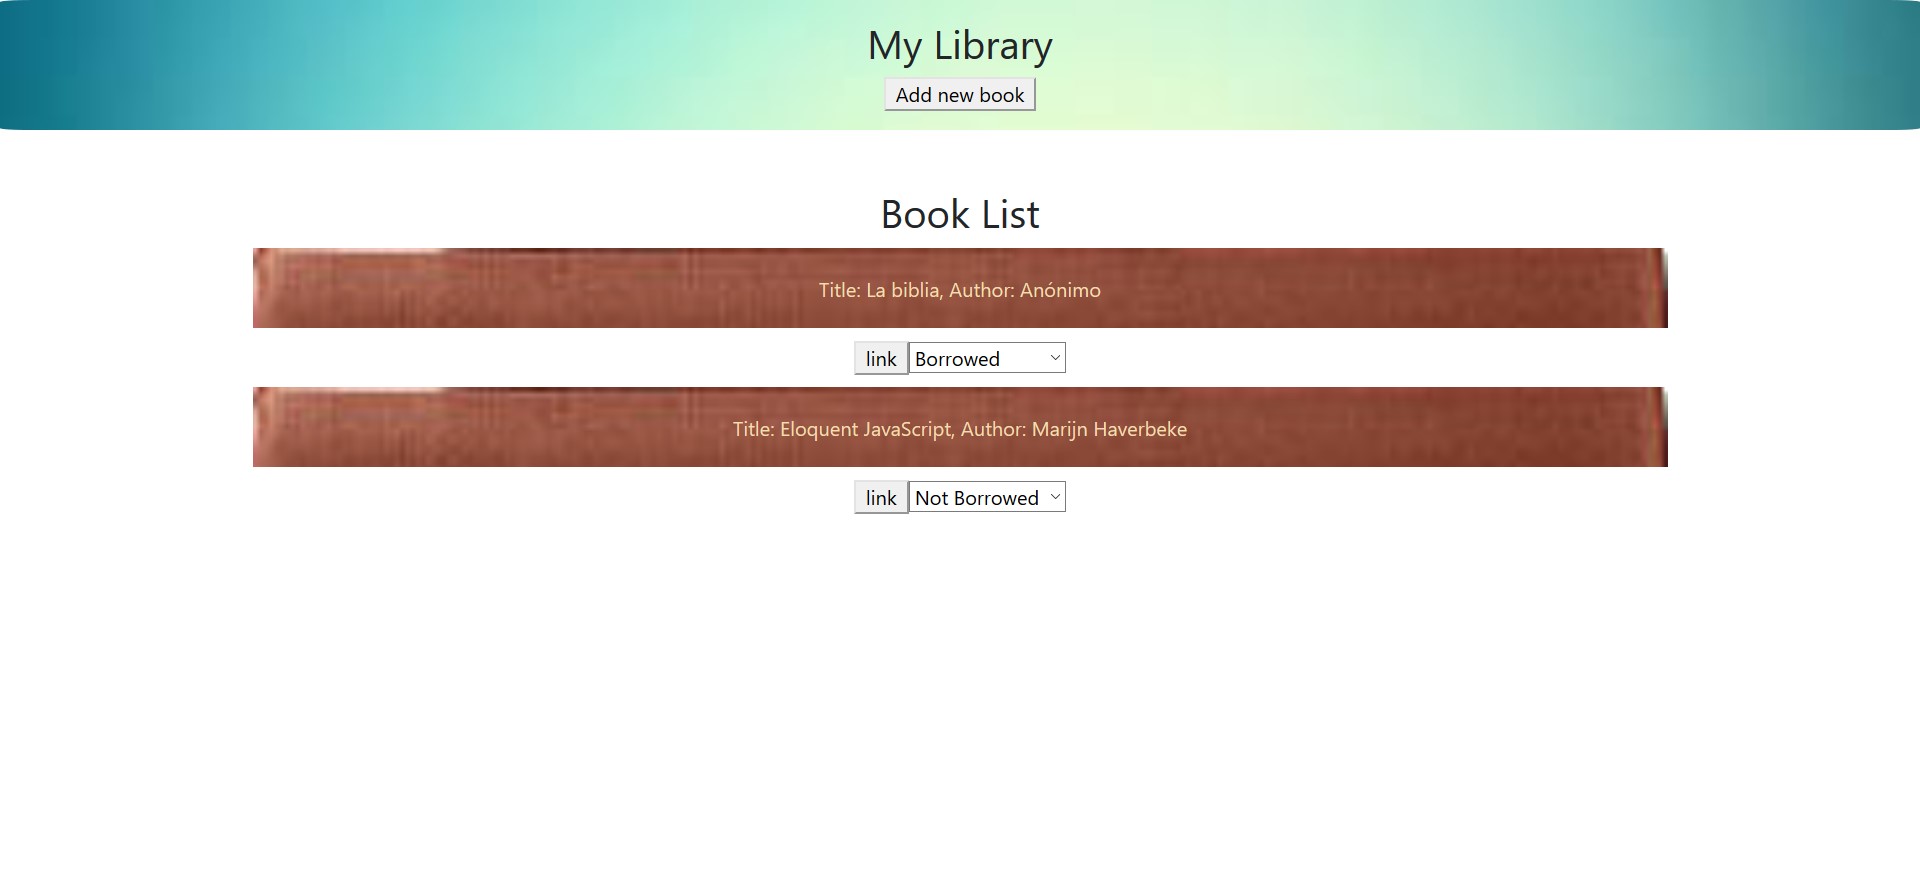 My Library
Add new book
Book List
Title: La biblia, Author: Anónimo
link Borrowed
Title: Eloquent JavaScript, Author: Marijn Haverbeke
link Not Borrowed